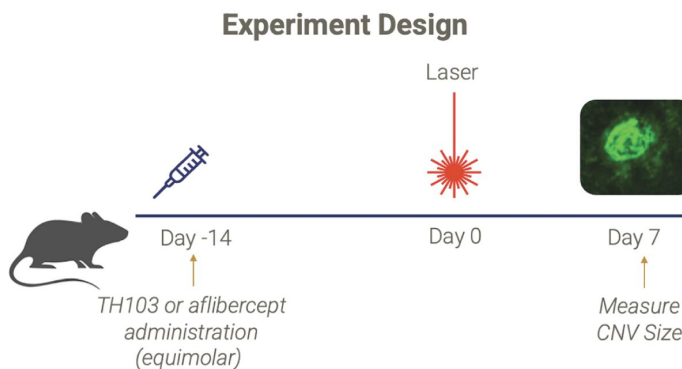 Experiment Design
Laser
Day -14
Day 0
Day 7
TH103 or aflibercept
administration
(equimolar)
Measure
CNV Size